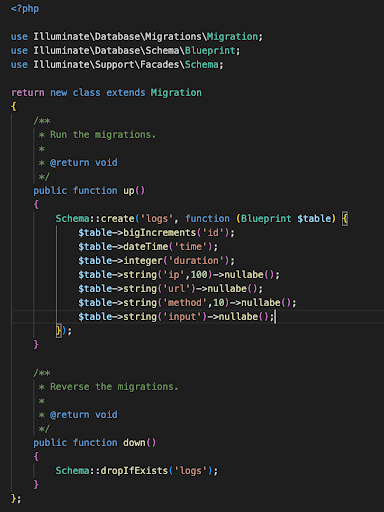 <?php
use Illuminate\Database\Migrations\Migration;
use Illuminate\Database\Schema\Blueprint;
use Illuminate\Support\Facades\Schema;
return new class extends Migration
{
/**
* Run the migrations.
*
* @return void
*/
public function up()
{
Schema::create('logs', function (Blueprint $table) {
$table->bigIncrements('id');
$table->dateTime('time');
$table->integer('duration');
$table->string('ip',100)->nullabe();
$table->string('url')->nullabe();
$table->string('method',10)->nullabe();
$table->string('input')->nullabe();
});
}
/**
* Reverse the migrations.
*
* @return void
*/
public function down()
{
Schema::dropIfExists('logs');
}
};